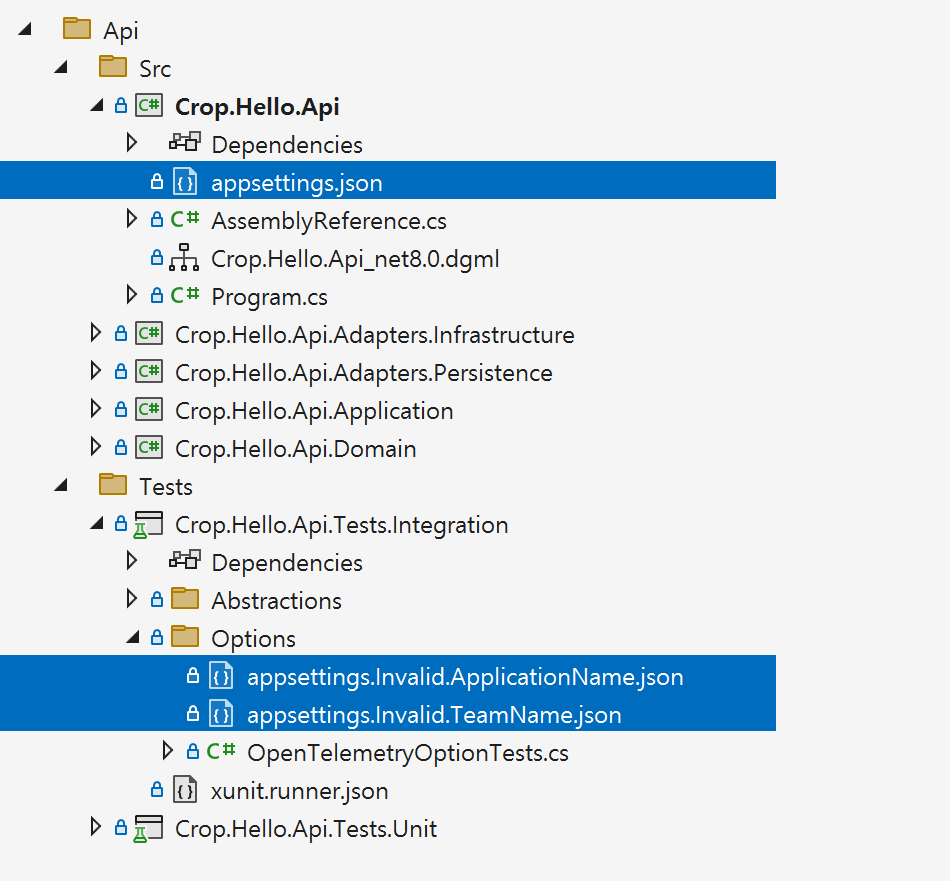 Api
Src
C# Crop.Hello.Api
Dependencies
appsettings.json
C# AssemblyReference.cs
Crop.Hello.Api_net8.0.dgml
C# Program.cs
C# Crop.Hello.Api.Adapters.Infrastructure
C# Crop.Hello.Api.Adapters.Persistence
C# Crop.Hello.Api.Application
C# Crop.Hello.Api.Domain
Tests
Crop.Hello.Api.Tests.Integration
Dependencies
Abstractions
Options
appsettings.Invalid.ApplicationName.json
appsettings.Invalid.TeamName.json
C# OpenTelemetryOptionTests.cs
xunit.runner.json
Crop.Hello.Api.Tests.Unit